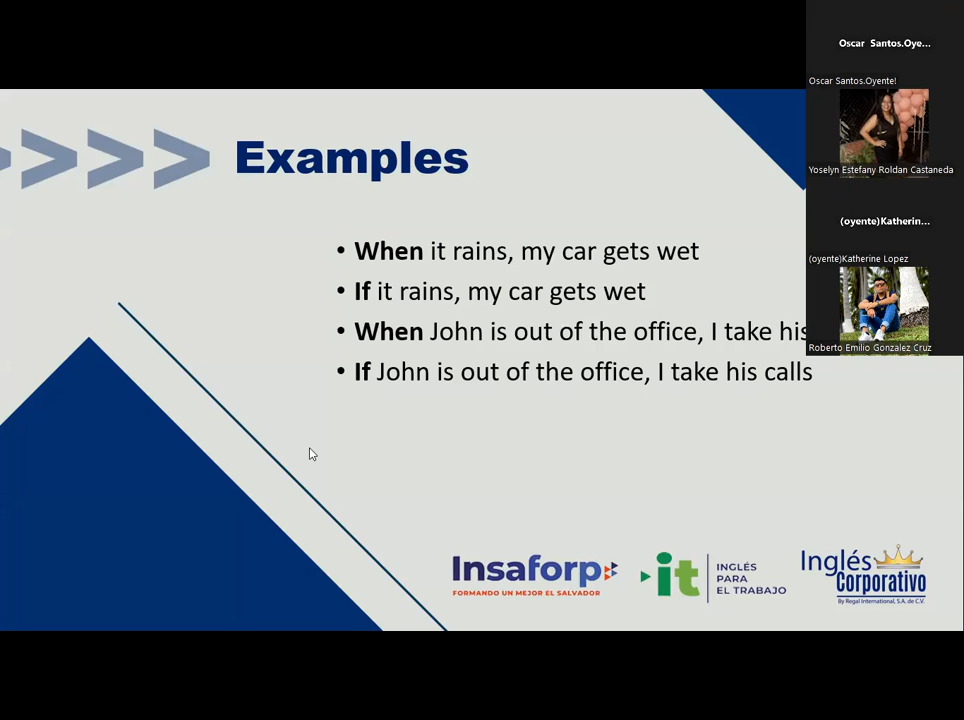 Oscar Santos.Oye...
Oscar Santos.Oyente!
Yoselyn Estefany Roldan Castaneda
(oyente)Katherin...
(oyente)Katherine Lopez
Roberto Emilio Gonzalez Cruz
>>>> Examples
• When it rains, my car gets wet
• If it rains, my car gets wet
• When John is out of the office, I take his
• If John is out of the office, I take his calls
Insaforp
FORMANDO UN MEJOR EL SALVADOR
it
INGLÉS
PARA
EL TRABAJO
Inglés
Corporativo
By Regal International, S.A. de C.V.